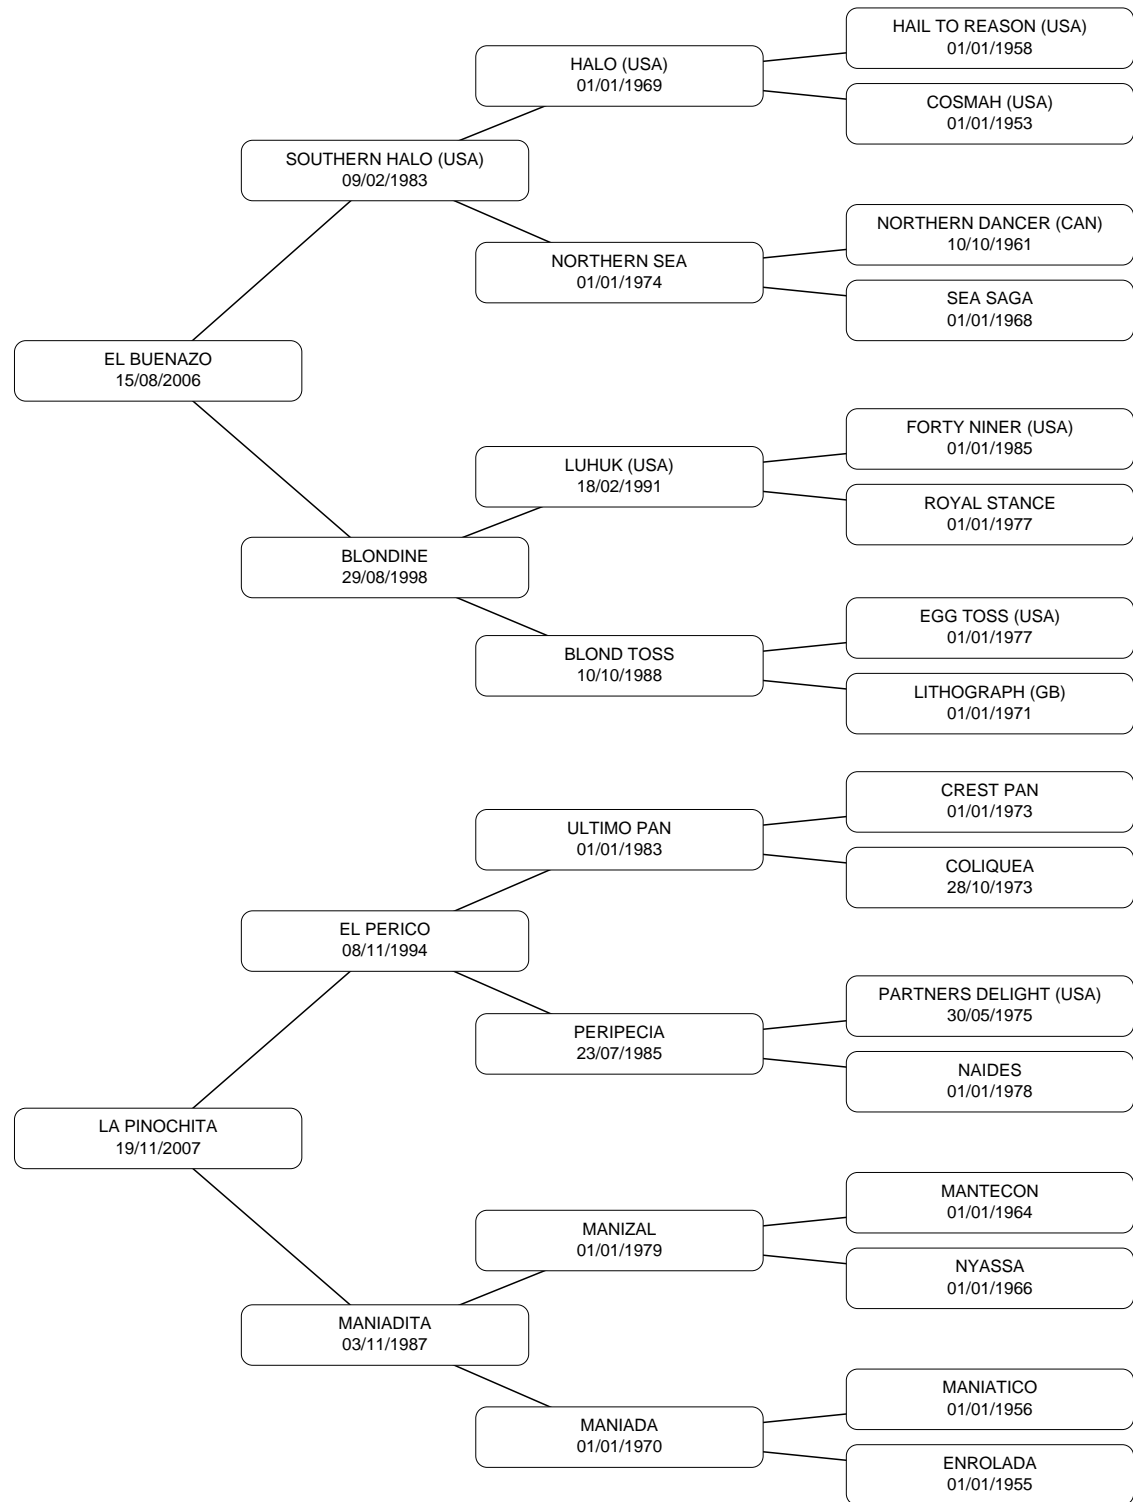 HAIL TO REASON (USA)
01/01/1958
HALO (USA)
01/01/1969
COSMAH (USA)
01/01/1953
SOUTHERN HALO (USA)
09/02/1983
NORTHERN DANCER (CAN)
10/10/1961
NORTHERN SEA
01/01/1974
SEA SAGA
01/01/1968
EL BUENAZO
15/08/2006
FORTY NINER (USA)
01/01/1985
LUHUK (USA)
18/02/1991
ROYAL STANCE
01/01/1977
BLONDINE
29/08/1998
EGG TOSS (USA)
01/01/1977
BLOND TOSS
10/10/1988
LITHOGRAPH (GB)
01/01/1971
CREST PAN
01/01/1973
ULTIMO PAN
01/01/1983
COLIQUEA
28/10/1973
EL PERICO
08/11/1994
PARTNERS DELIGHT (USA)
30/05/1975
PERIPECIA
23/07/1985
NAIDES
01/01/1978
LA PINOCHITA
19/11/2007
MANTECON
01/01/1964
MANIZAL
01/01/1979
NYASSA
01/01/1966
MANIADITA
03/11/1987
MANIATICO
01/01/1956
MANIADA
01/01/1970
ENROLADA
01/01/1955